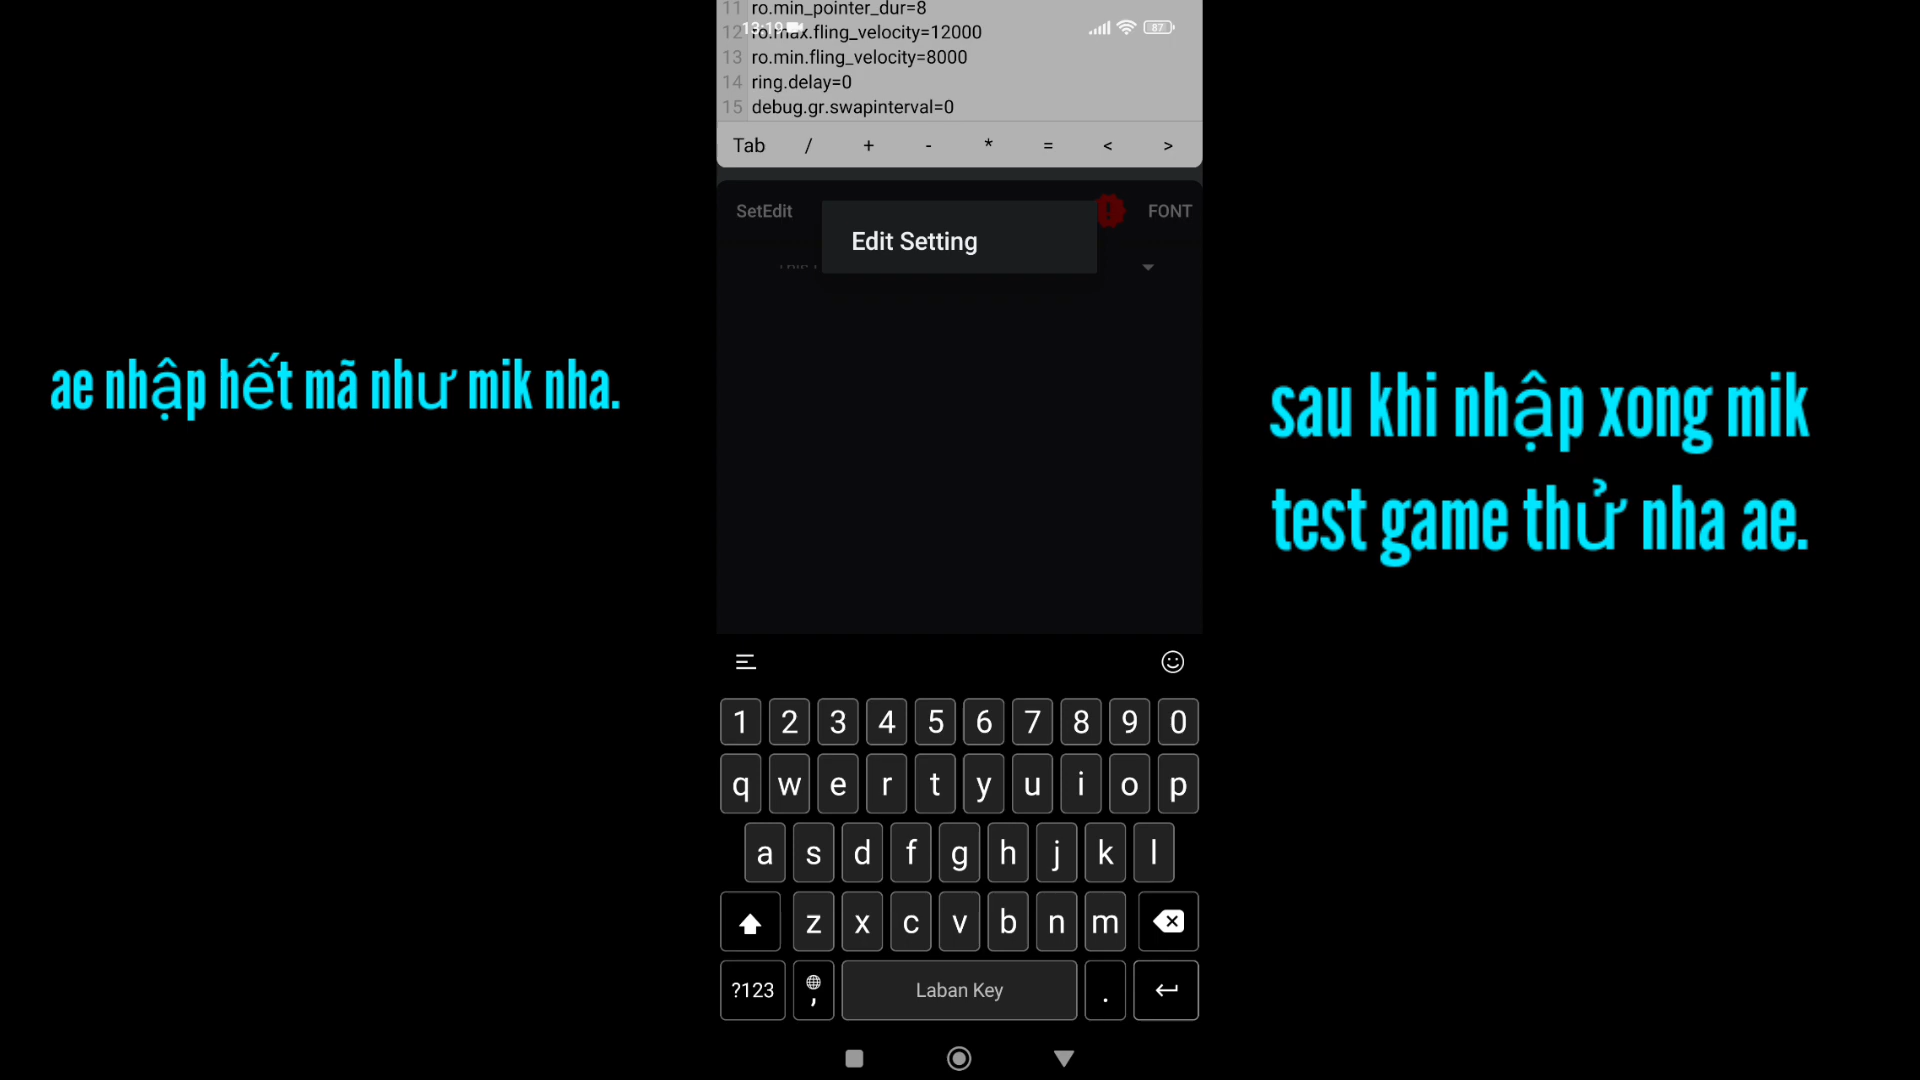 11 ro.min_pointer_dur=8
13:19
87
12 ro.max.fling_velocity=12000
13 ro.min.fling_velocity=8000
14 ring.delay=0
15 debug.gr.swapinterval=0
Tab / + - * = < >
SetEdit
FONT
Edit Setting
ae nhập hết mã như mik nha.
sau khi nhập xong mik
test game thử nha ae.
1 2 3 4 5 6 7 8 9 0
q w e r t y u i o p
a s d f g h j k l
z x c v b n m
?123 , Laban Key .